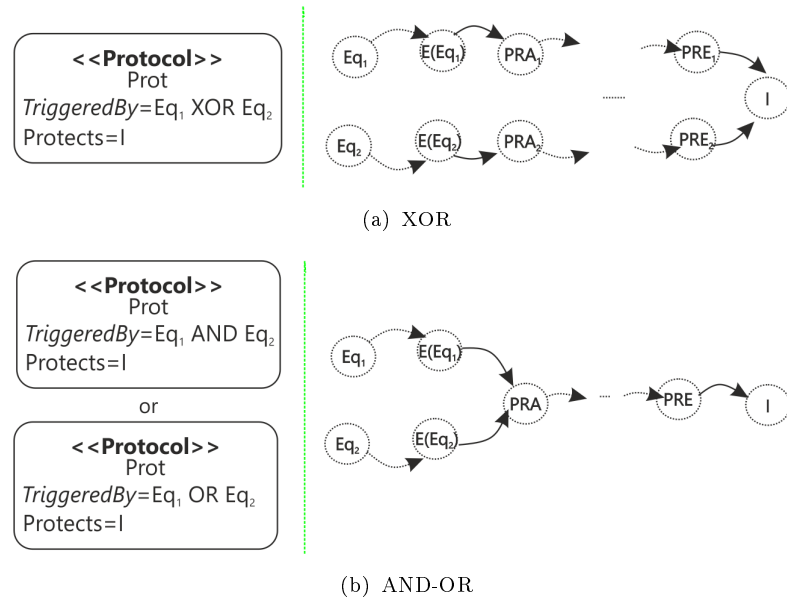 <<Protocol>>
Prot
TriggeredBy=Eq₁ XOR Eq₂
Protects=I
Eq₁
E(Eq₁)
PRA₁
PRE₁
I
Eq₂
E(Eq₂)
PRA₂
PRE₂
(a) XOR
<<Protocol>>
Prot
TriggeredBy=Eq₁ AND Eq₂
Protects=I
or
<<Protocol>>
Prot
TriggeredBy=Eq₁ OR Eq₂
Protects=I
Eq₁
E(Eq₁)
PRA
...
PRE
I
Eq₂
E(Eq₂)
(b) AND-OR